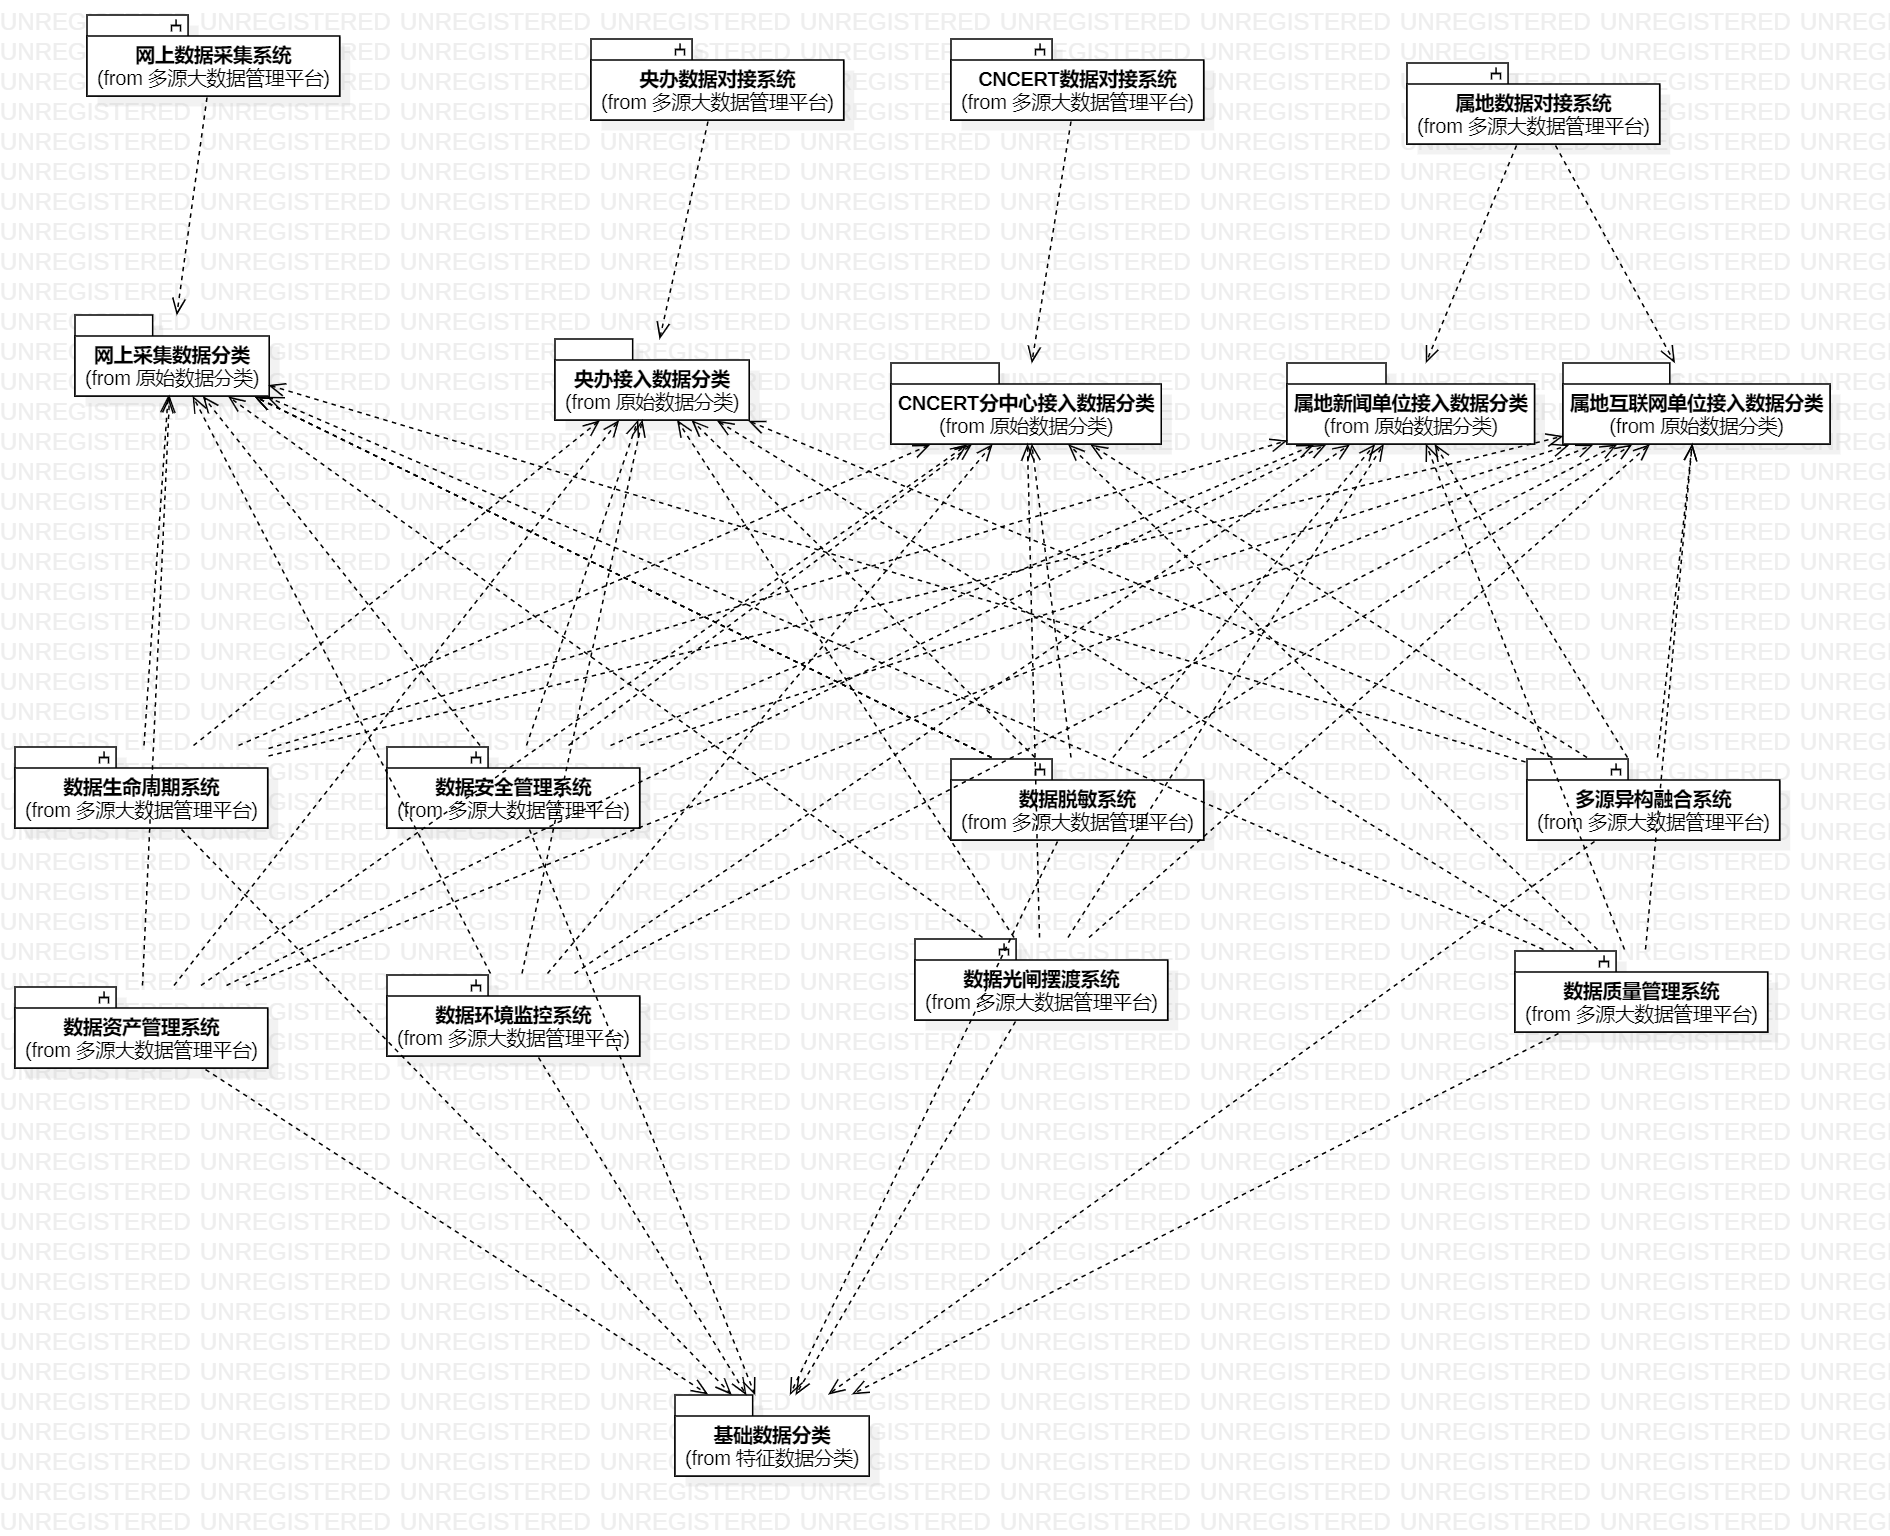 网上数据采集系统
(from 多源大数据管理平台)
央办数据对接系统
(from 多源大数据管理平台)
CNCERT数据对接系统
(from 多源大数据管理平台)
属地数据对接系统
(from 多源大数据管理平台)
网上采集数据分类
(from 原始数据分类)
央办接入数据分类
(from 原始数据分类)
CNCERT分中心接入数据分类
(from 原始数据分类)
属地新闻单位接入数据分类
(from 原始数据分类)
属地互联网单位接入数据分类
(from 原始数据分类)
数据生命周期系统
(from 多源大数据管理平台)
数据安全管理系统
(from 多源大数据管理平台)
数据脱敏系统
(from 多源大数据管理平台)
多源异构融合系统
(from 多源大数据管理平台)
数据资产管理系统
(from 多源大数据管理平台)
数据环境监控系统
(from 多源大数据管理平台)
数据光闸摆渡系统
(from 多源大数据管理平台)
数据质量管理系统
(from 多源大数据管理平台)
基础数据分类
(from 特征数据分类)
UNREGISTERED